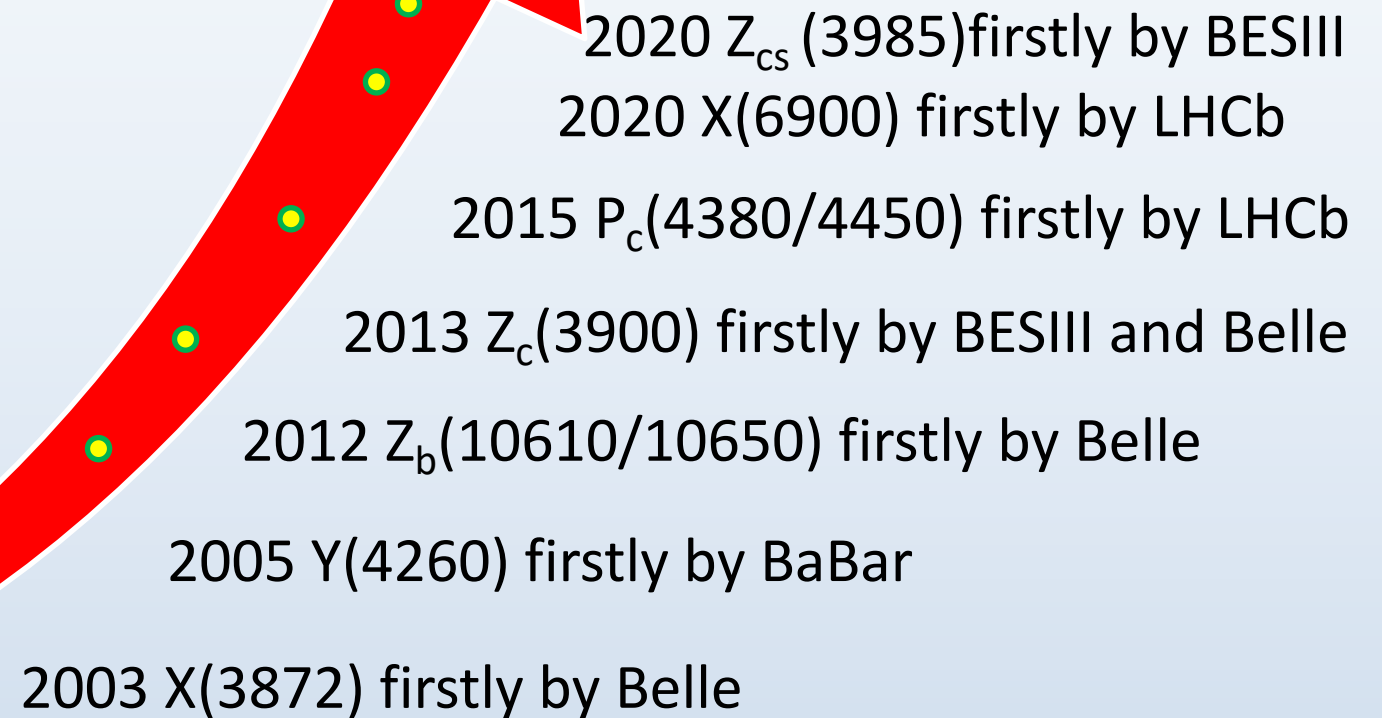 2020 Zcs (3985)firstly by BESIII
2020 X(6900) firstly by LHCb
2015 Pc(4380/4450) firstly by LHCb
2013 Zc(3900) firstly by BESIII and Belle
2012 Zb(10610/10650) firstly by Belle
2005 Y(4260) firstly by BaBar
2003 X(3872) firstly by Belle